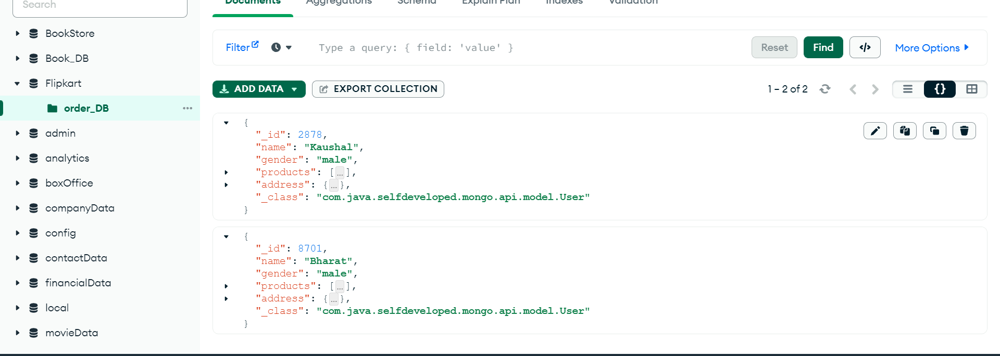 Search
BookStore
Book_DB
Flipkart
order_DB
admin
analytics
boxOffice
companyData
config
contactData
financialData
local
movieData
Documents Aggregations Schema Explain Plan Indexes Validation
Filter Type a query: { field: 'value' } Reset Find </> More Options
ADD DATA EXPORT COLLECTION 1 – 2 of 2 {}
{
"_id": 2878,
"name": "Kaushal",
"gender": "male",
"products": [...],
"address": {...},
"_class": "com.java.selfdeveloped.mongo.api.model.User"
}
{
"_id": 8701,
"name": "Bharat",
"gender": "male",
"products": [...],
"address": {...},
"_class": "com.java.selfdeveloped.mongo.api.model.User"
}